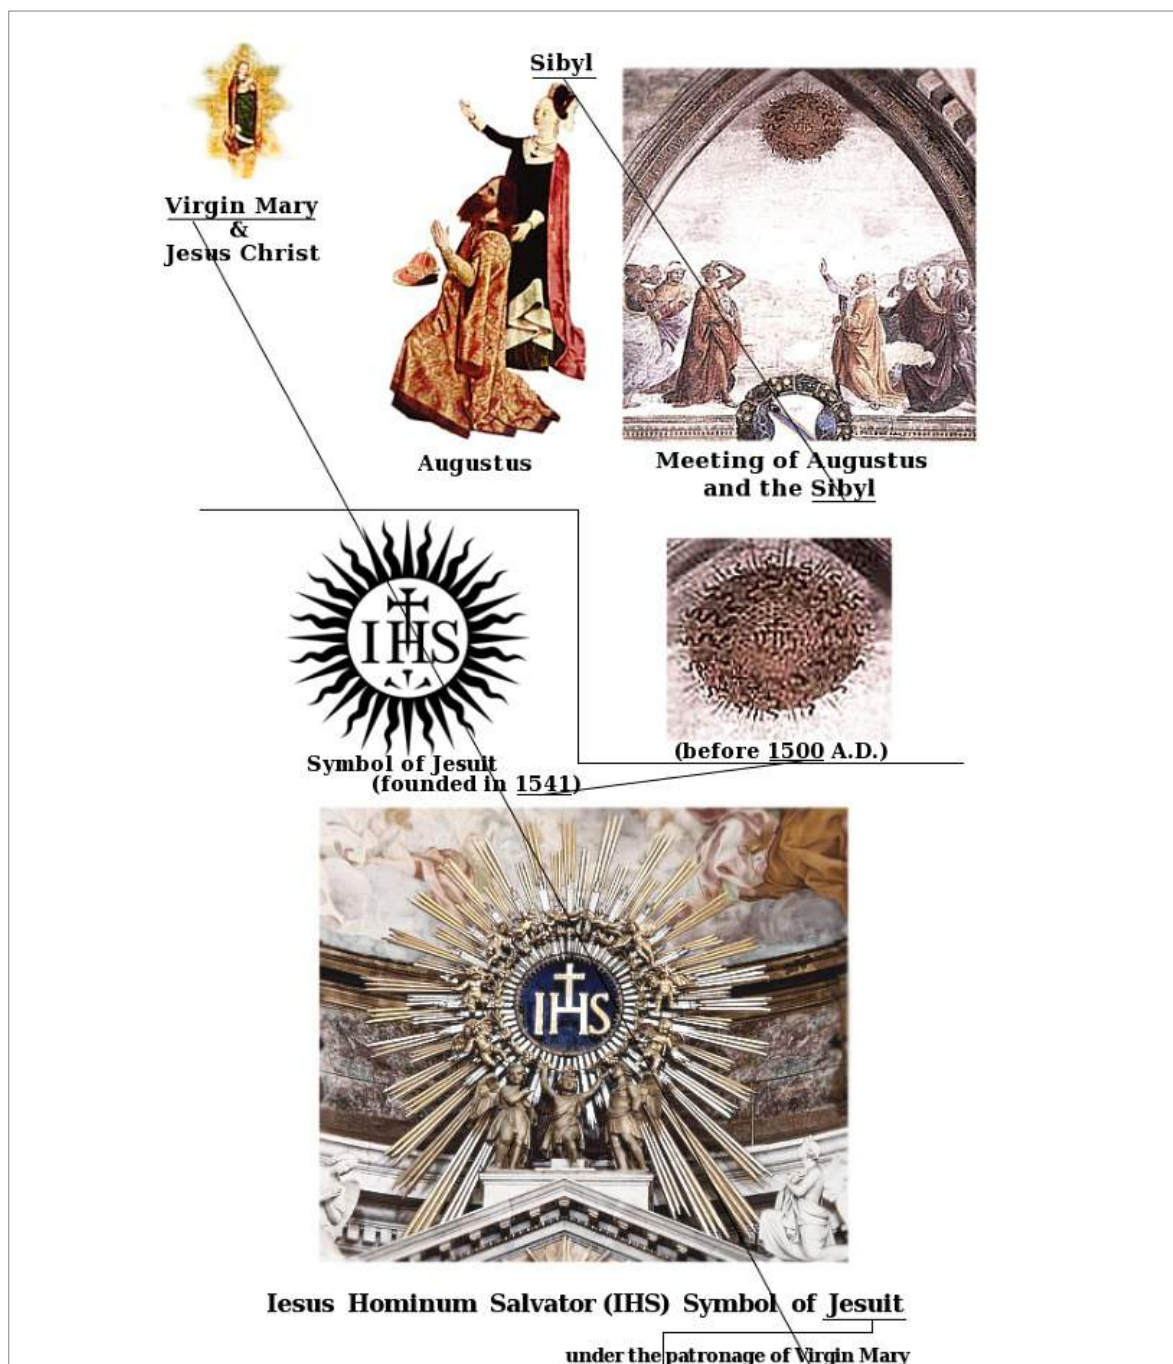 Sibyl
Virgin Mary
&
Jesus Christ
Augustus
Meeting of Augustus
and the Sibyl
IHS
Symbol of Jesuit
(founded in 1541)
(before 1500 A.D.)
IHS
Iesus Hominum Salvator (IHS) Symbol of Jesuit
under the patronage of Virgin Mary